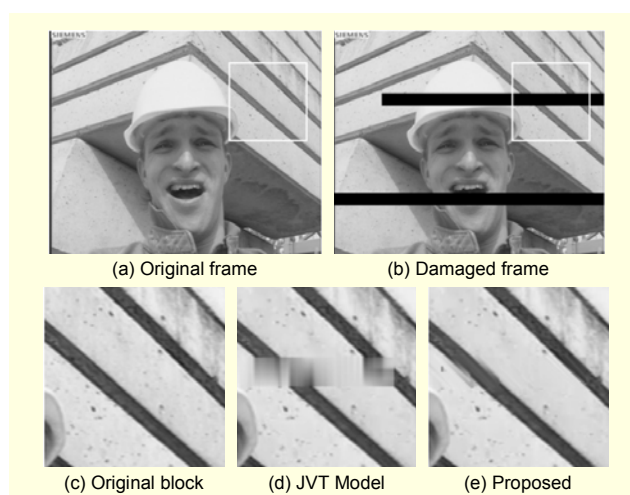 SIEMENS
SIEMENS
(a) Original frame
(b) Damaged frame
(c) Original block
(d) JVT Model
(e) Proposed